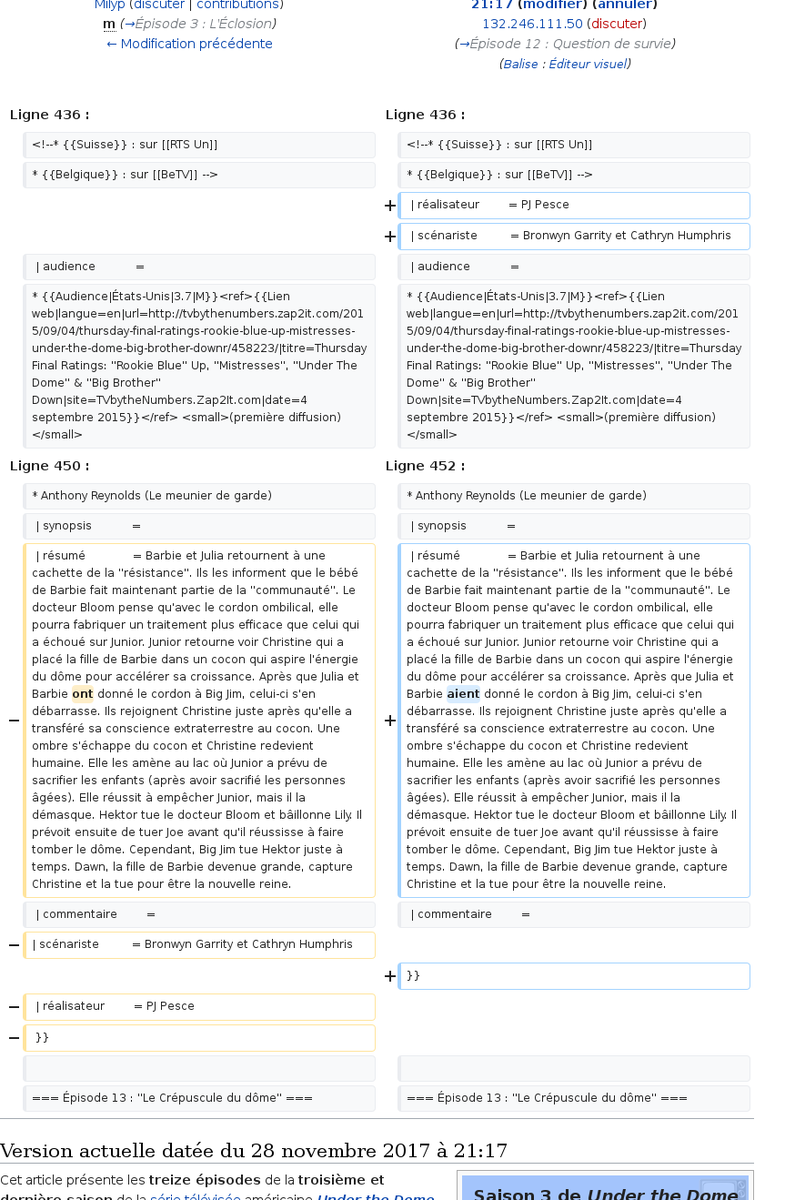 Milyp (discuter | contributions)
m (→Épisode 3 : L'Éclosion)
← Modification précédente
21:17 (modifier) (annuler)
132.246.111.50 (discuter)
(→Épisode 12 : Question de survie)
(Balise : Éditeur visuel)
Ligne 436 :
Ligne 436 :
<!--* {{Suisse}} : sur [[RTS Un]]
<!--* {{Suisse}} : sur [[RTS Un]]
* {{Belgique}} : sur [[BeTV]] -->
* {{Belgique}} : sur [[BeTV]] -->
+ | réalisateur = PJ Pesce
+ | scénariste = Bronwyn Garrity et Cathryn Humphris
| audience =
| audience =
* {{Audience|États-Unis|3.7|M}}<ref>{{Lien
web|langue=en|url=http://tvbythenumbers.zap2it.com/201
5/09/04/thursday-final-ratings-rookie-blue-up-mistresses-
under-the-dome-big-brother-downr/458223/|titre=Thursday
Final Ratings: "Rookie Blue" Up, "Mistresses", "Under The
Dome" & "Big Brother"
Down|site=TVbytheNumbers.Zap2It.com|date=4
septembre 2015}}</ref> <small>(première diffusion)
</small>
* {{Audience|États-Unis|3.7|M}}<ref>{{Lien
web|langue=en|url=http://tvbythenumbers.zap2it.com/201
5/09/04/thursday-final-ratings-rookie-blue-up-mistresses-
under-the-dome-big-brother-downr/458223/|titre=Thursday
Final Ratings: "Rookie Blue" Up, "Mistresses", "Under The
Dome" & "Big Brother"
Down|site=TVbytheNumbers.Zap2It.com|date=4
septembre 2015}}</ref> <small>(première diffusion)
</small>
Ligne 450 :
Ligne 452 :
* Anthony Reynolds (Le meunier de garde)
* Anthony Reynolds (Le meunier de garde)
| synopsis =
| synopsis =
| résumé = Barbie et Julia retournent à une
cachette de la "résistance". Ils les informent que le bébé
de Barbie fait maintenant partie de la "communauté". Le
docteur Bloom pense qu'avec le cordon ombilical, elle
pourra fabriquer un traitement plus efficace que celui qui
a échoué sur Junior. Junior retourne voir Christine qui a
placé la fille de Barbie dans un cocon qui aspire l'énergie
du dôme pour accélérer sa croissance. Après que Julia et
Barbie ont donné le cordon à Big Jim, celui-ci s'en
− débarrasse. Ils rejoignent Christine juste après qu'elle a
transféré sa conscience extraterrestre au cocon. Une
ombre s'échappe du cocon et Christine redevient
humaine. Elle les amène au lac où Junior a prévu de
sacrifier les enfants (après avoir sacrifié les personnes
âgées). Elle réussit à empêcher Junior, mais il la
démasque. Hektor tue le docteur Bloom et bâillonne Lily. Il
prévoit ensuite de tuer Joe avant qu'il réussisse à faire
tomber le dôme. Cependant, Big Jim tue Hektor juste à
temps. Dawn, la fille de Barbie devenue grande, capture
Christine et la tue pour être la nouvelle reine.
| résumé = Barbie et Julia retournent à une
cachette de la "résistance". Ils les informent que le bébé
de Barbie fait maintenant partie de la "communauté". Le
docteur Bloom pense qu'avec le cordon ombilical, elle
pourra fabriquer un traitement plus efficace que celui qui
a échoué sur Junior. Junior retourne voir Christine qui a
placé la fille de Barbie dans un cocon qui aspire l'énergie
du dôme pour accélérer sa croissance. Après que Julia et
Barbie aient donné le cordon à Big Jim, celui-ci s'en
+ débarrasse. Ils rejoignent Christine juste après qu'elle a
transféré sa conscience extraterrestre au cocon. Une
ombre s'échappe du cocon et Christine redevient
humaine. Elle les amène au lac où Junior a prévu de
sacrifier les enfants (après avoir sacrifié les personnes
âgées). Elle réussit à empêcher Junior, mais il la
démasque. Hektor tue le docteur Bloom et bâillonne Lily. Il
prévoit ensuite de tuer Joe avant qu'il réussisse à faire
tomber le dôme. Cependant, Big Jim tue Hektor juste à
temps. Dawn, la fille de Barbie devenue grande, capture
Christine et la tue pour être la nouvelle reine.
| commentaire =
| commentaire =
− | scénariste = Bronwyn Garrity et Cathryn Humphris
+ }}
− | réalisateur = PJ Pesce
− }}
=== Épisode 13 : "Le Crépuscule du dôme" ===
=== Épisode 13 : "Le Crépuscule du dôme" ===
Version actuelle datée du 28 novembre 2017 à 21:17
Cet article présente les treize épisodes de la troisième et
dernière saison de la série télévisée américaine Under the Dome
Saison 3 de Under the Dome